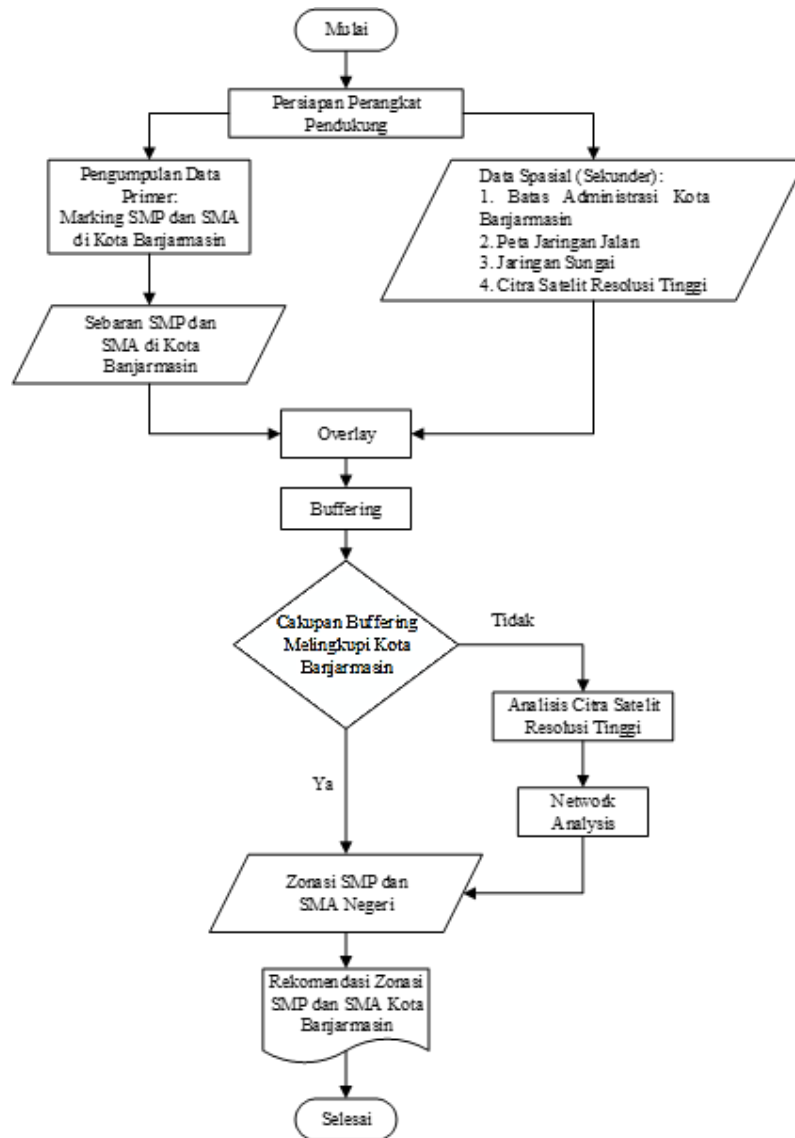 Mulai
Persiapan Perangkat
Pendukung
Pengumpulan Data
Primer:
Marking SMP dan SMA
di Kota Banjarmasin
Data Spasial (Sekunder):
1. Batas Administrasi Kota
Banjarmasin
2. Peta Jaringan Jalan
3. Jaringan Sungai
4. Citra Satelit Resolusi Tinggi
Sebaran SMP dan
SMA di Kota
Banjarmasin
Overlay
Buffering
Cakupan Buffering
Melingkupi Kota
Banjarmasin
Tidak
Analisis Citra Satelit
Resolusi Tinggi
Ya
Network
Analysis
Zonasi SMP dan
SMA Negeri
Rekomendasi Zonasi
SMP dan SMA Kota
Banjarmasin
Selesai